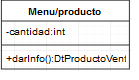 Menu/producto
-cantidad:int
+darInfo():DtProductoVent